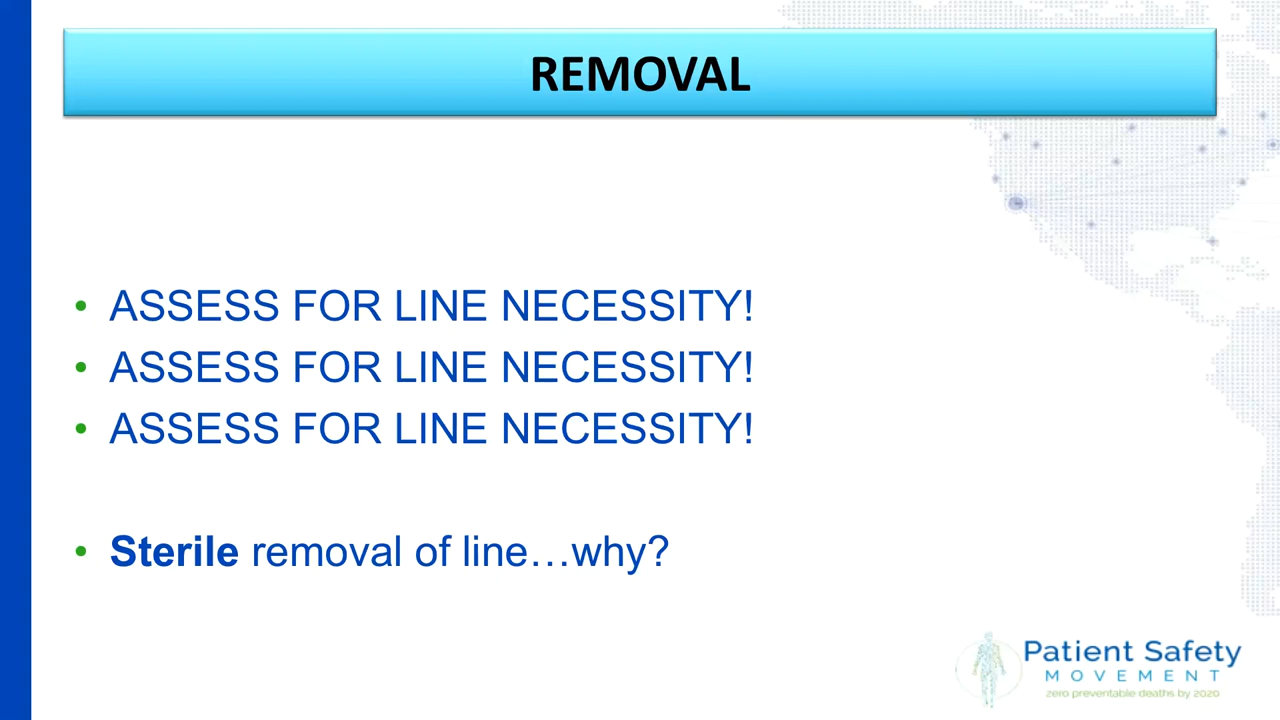 REMOVAL
• ASSESS FOR LINE NECESSITY!
• ASSESS FOR LINE NECESSITY!
• ASSESS FOR LINE NECESSITY!
• Sterile removal of line…why?
Patient Safety
MOVEMENT
zero preventable deaths by 2020